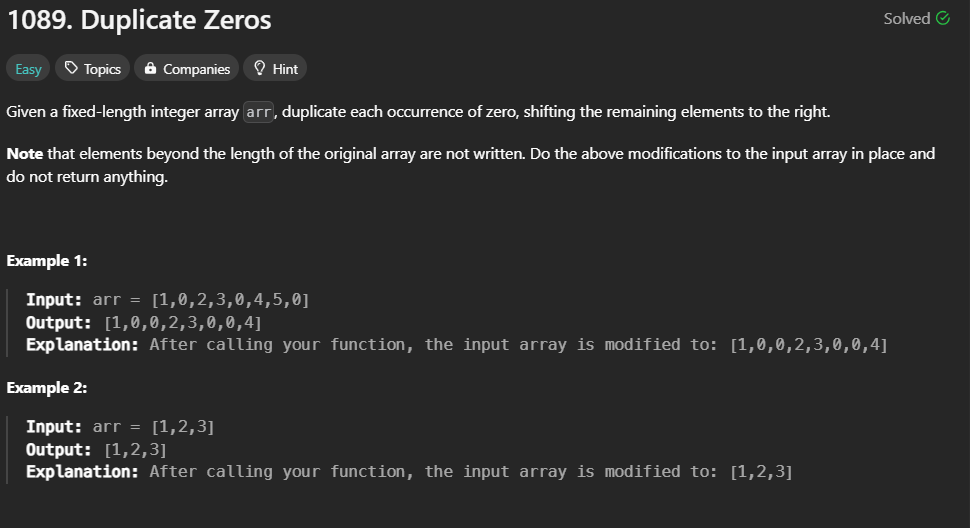 1089. Duplicate Zeros
Solved
Easy Topics Companies Hint
Given a fixed-length integer array arr, duplicate each occurrence of zero, shifting the remaining elements to the right.
Note that elements beyond the length of the original array are not written. Do the above modifications to the input array in place and
do not return anything.
Example 1:
Input: arr = [1,0,2,3,0,4,5,0]
Output: [1,0,0,2,3,0,0,4]
Explanation: After calling your function, the input array is modified to: [1,0,0,2,3,0,0,4]
Example 2:
Input: arr = [1,2,3]
Output: [1,2,3]
Explanation: After calling your function, the input array is modified to: [1,2,3]